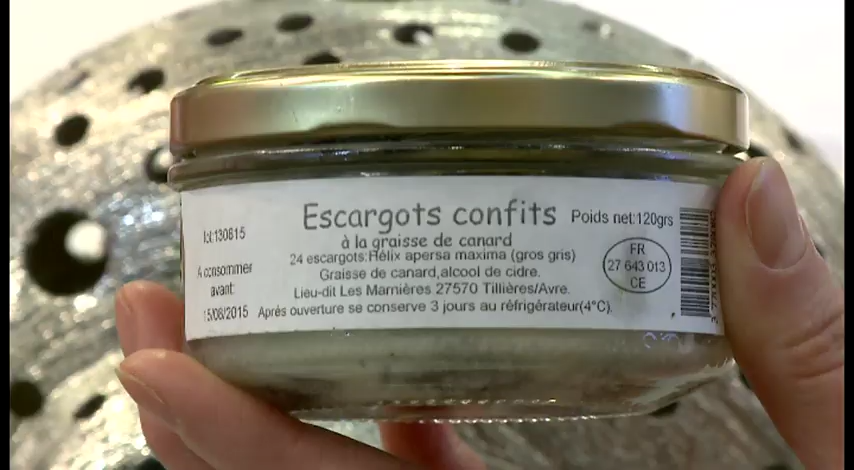 Escargots confits
Poids net:120grs
à la graisse de canard
24 escargots:Hélix apersa maxima (gros gris)
Graisse de canard,alcool de cidre.
Lieu-dit Les Marnières 27570 Tillières/Avre.
Après ouverture se conserve 3 jours au réfrigérateur(4°C).
lot:130815
A consommer
avant:
15/08/2015
FR
27 643 013
CE